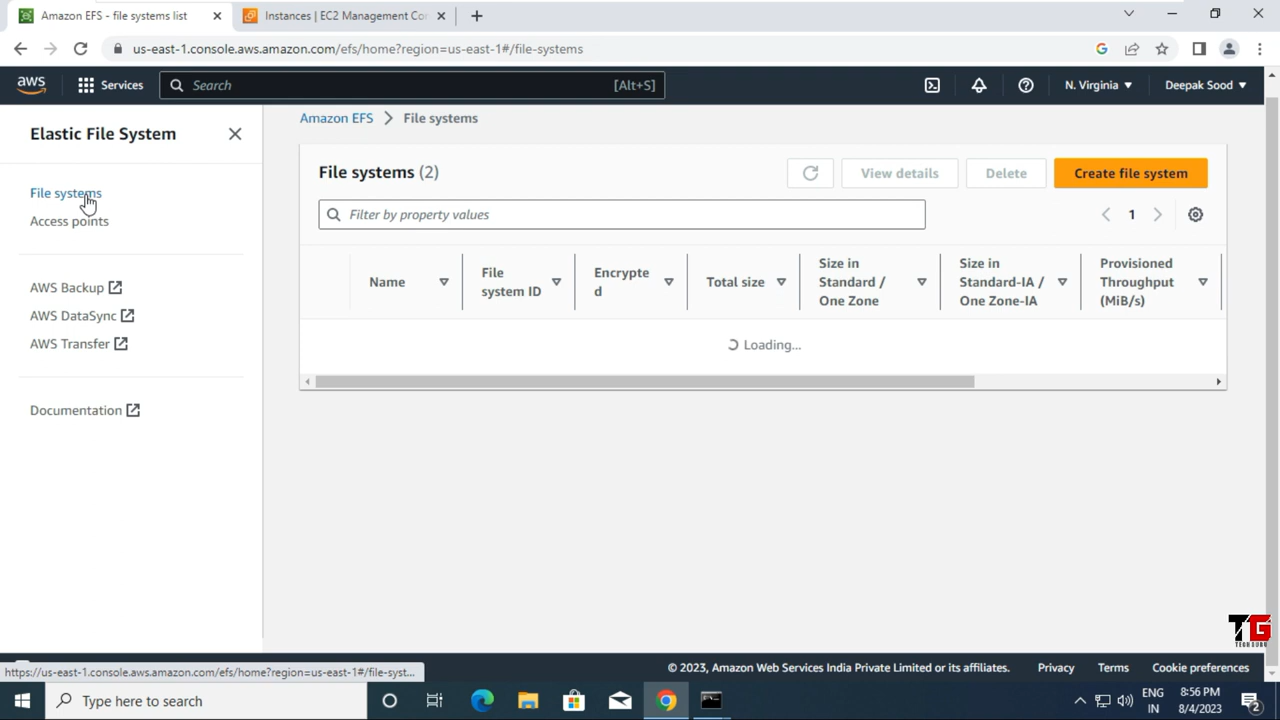 Amazon EFS - file systems list
Instances | EC2 Management Con
us-east-1.console.aws.amazon.com/efs/home?region=us-east-1#/file-systems
aws
Services
Search
[Alt+S]
N. Virginia
Deepak Sood
Elastic File System
File systems
Access points
AWS Backup
AWS DataSync
AWS Transfer
Documentation
Amazon EFS
File systems
File systems (2)
View details
Delete
Create file system
Filter by property values
1
Name
File
system ID
Encrypte
d
Total size
Size in
Standard /
One Zone
Size in
Standard-IA /
One Zone-IA
Provisioned
Throughput
(MiB/s)
Loading...
TG
TECH GURU
https://us-east-1.console.aws.amazon.com/efs/home?region=us-east-1#/file-syst...
© 2023, Amazon Web Services India Private Limited or its affiliates.
Privacy
Terms
Cookie preferences
Type here to search
ENG
IN
8:56 PM
8/4/2023
2